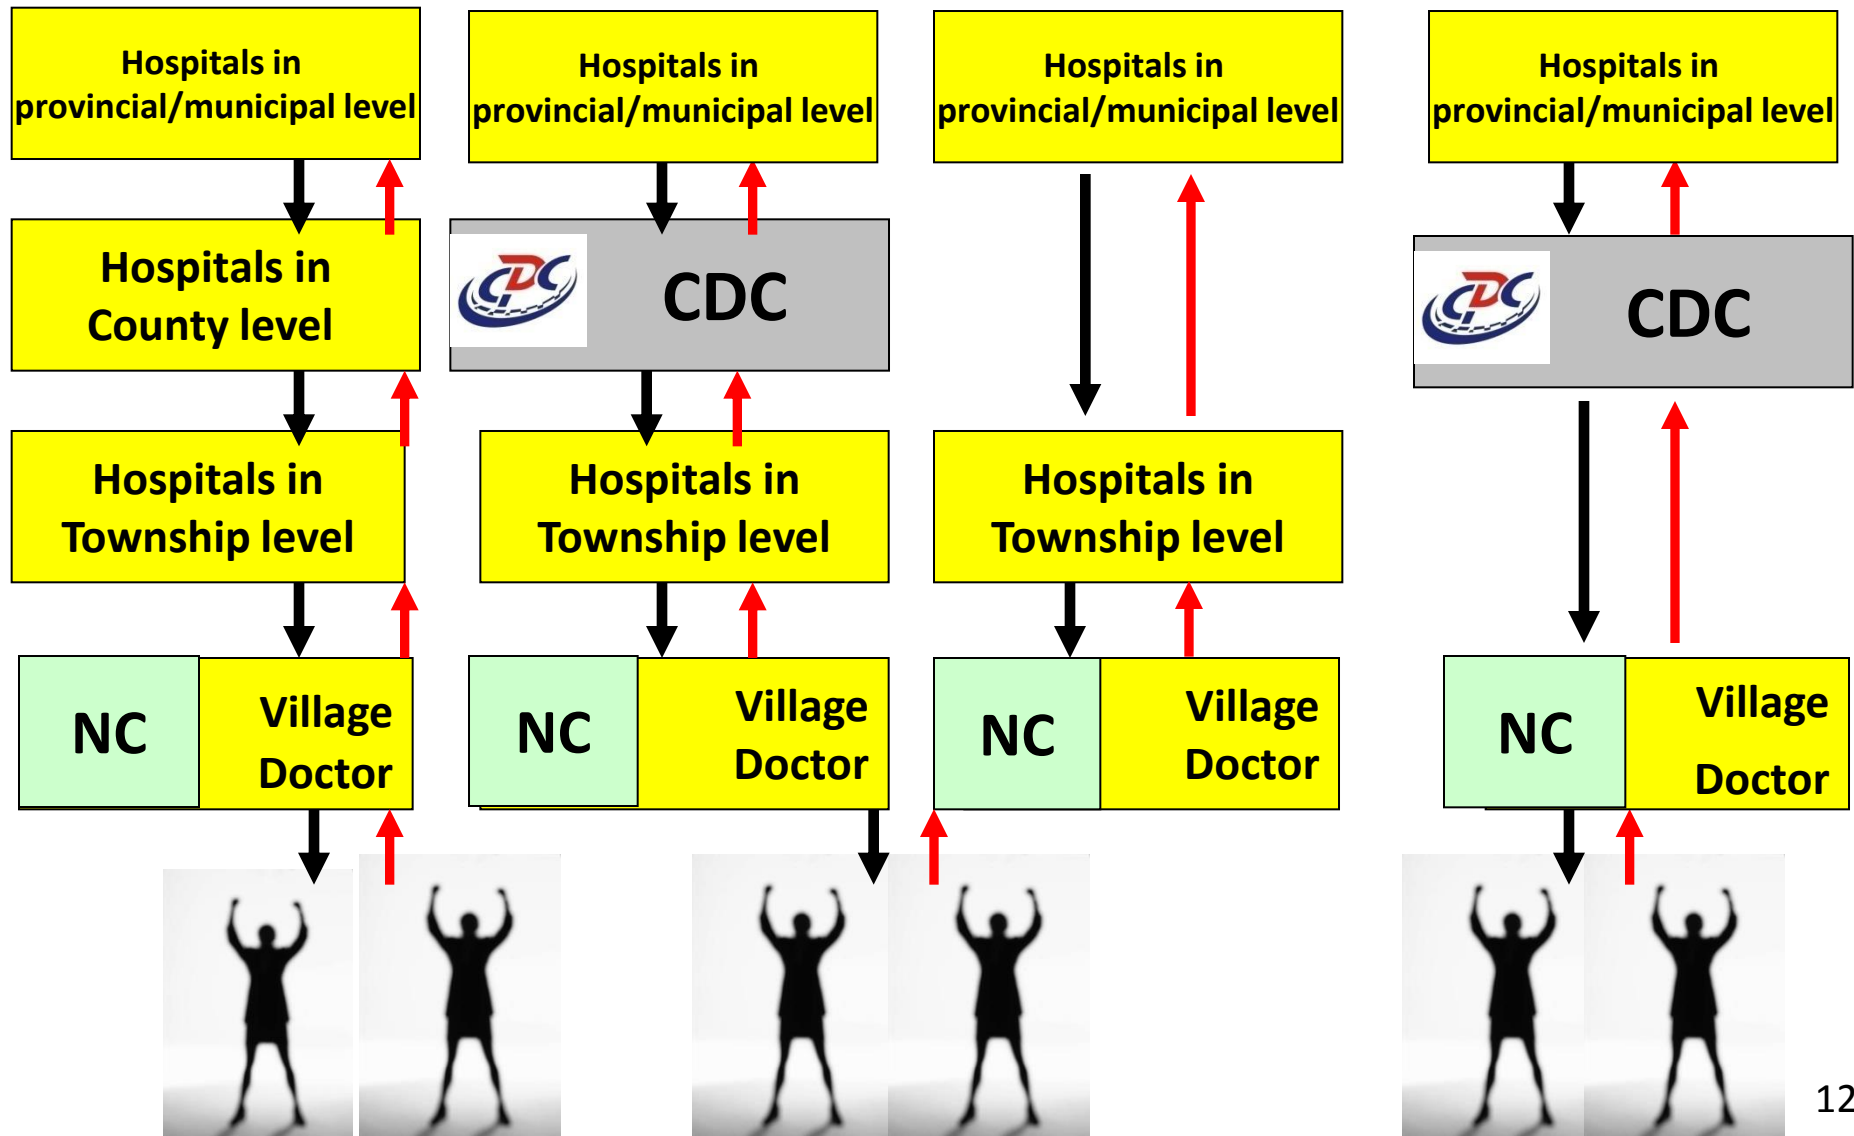 Hospitals in
provincial/municipal level
Hospitals in
provincial/municipal level
Hospitals in
provincial/municipal level
Hospitals in
provincial/municipal level
Hospitals in
County level
CDC
CDC
CDC
CDC
Hospitals in
Township level
Hospitals in
Township level
Hospitals in
Township level
NC
Village
Doctor
NC
Village
Doctor
NC
Village
Doctor
NC
Village
Doctor
12